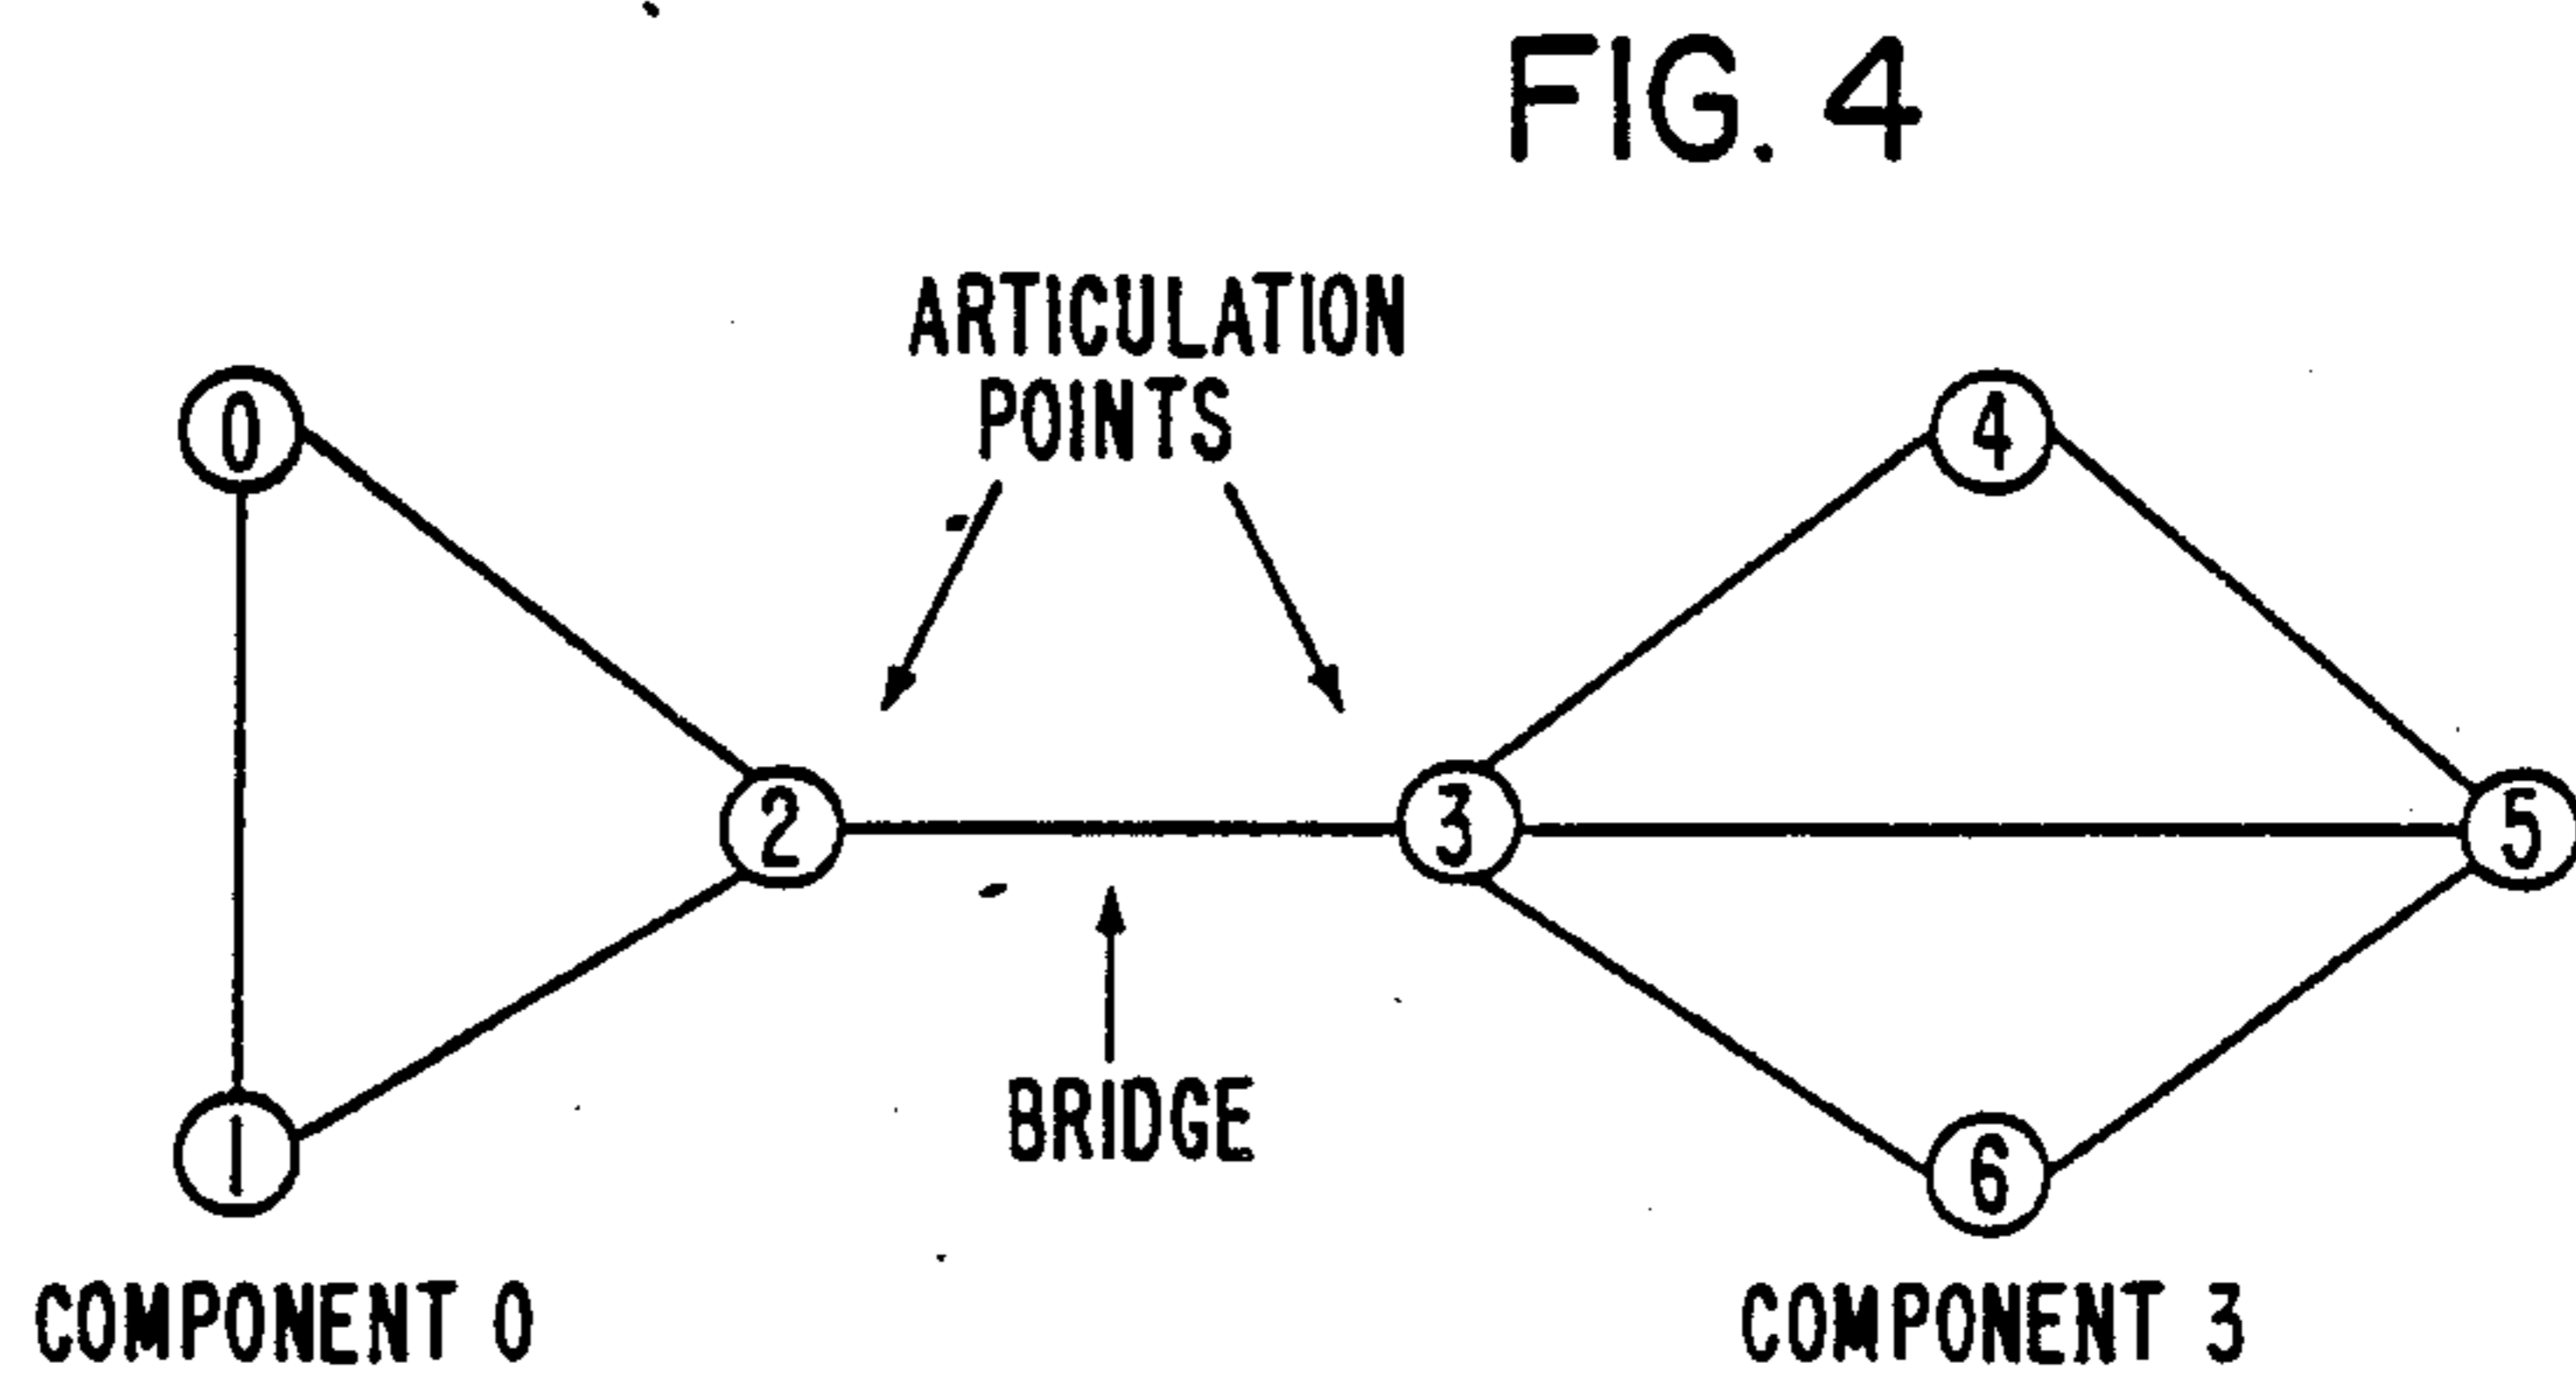 FIG. 4
ARTICULATION
POINTS
0
4
2
3
5
BRIDGE
1
6
COMPONENT 0
COMPONENT 3